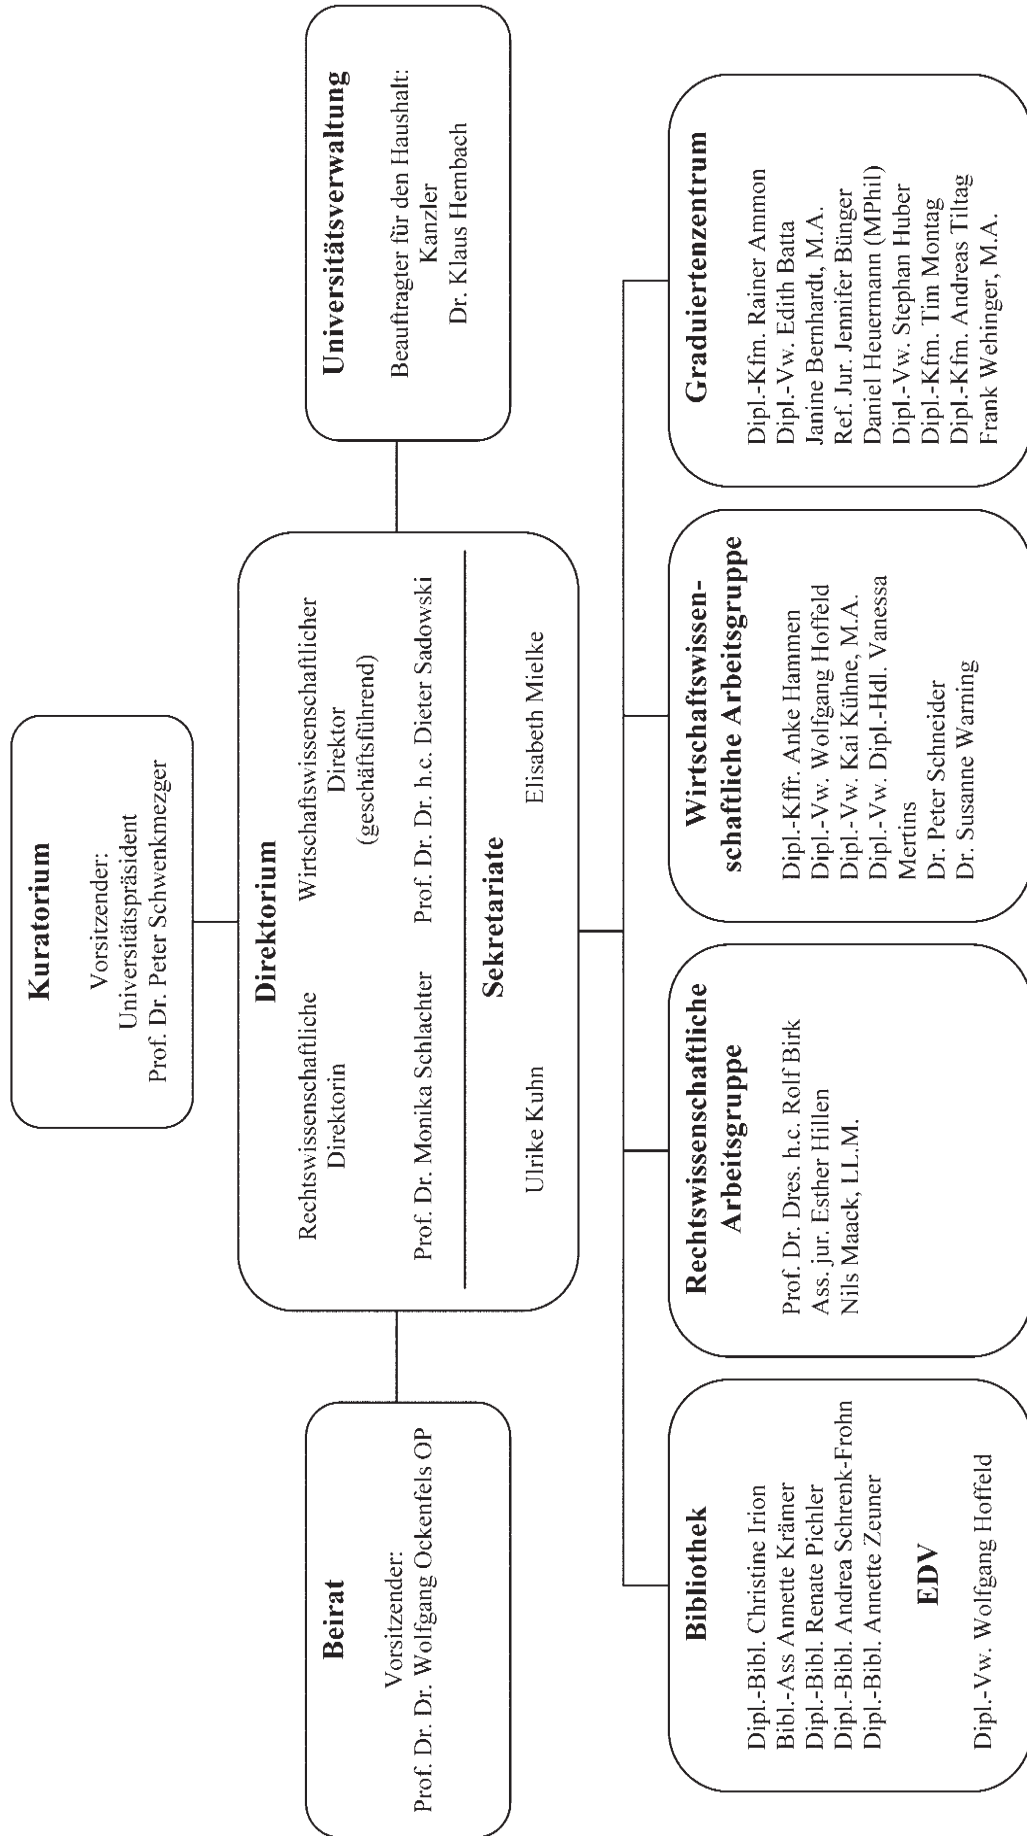 Kuratorium
Vorsitzender:
Universitätspräsident
Prof. Dr. Peter Schwenkmezger
Beirat
Vorsitzender:
Prof. Dr. Dr. Wolfgang Ockenfels OP
Direktorium
Rechtswissenschaftliche
Direktorin
Prof. Dr. Monika Schlachter
Wirtschaftswissenschaftlicher
Direktor
(geschäftsführend)
Prof. Dr. Dr. h.c. Dieter Sadowski
Sekretariate
Ulrike Kuhn
Elisabeth Mielke
Universitätsverwaltung
Beauftragter für den Haushalt:
Kanzler
Dr. Klaus Hembach
Bibliothek
Dipl.-Bibl. Christine Irion
Bibl.-Ass Annette Krämer
Dipl.-Bibl. Renate Pichler
Dipl.-Bibl. Andrea Schrenk-Frohn
Dipl.-Bibl. Annette Zeuner
EDV
Dipl.-Vw. Wolfgang Hoffeld
Rechtswissenschaftliche
Arbeitsgruppe
Prof. Dr. Dres. h.c. Rolf Birk
Ass. jur. Esther Hillen
Nils Maack, LL.M.
Wirtschaftswissen-
schaftliche Arbeitsgruppe
Dipl.-Kffr. Anke Hammen
Dipl.-Vw. Wolfgang Hoffeld
Dipl.-Vw. Kai Kühne, M.A.
Dipl.-Vw. Dipl.-Hdl. Vanessa
Mertins
Dr. Peter Schneider
Dr. Susanne Warning
Graduiertenzentrum
Dipl.-Kfm. Rainer Ammon
Dipl.-Vw. Edith Batta
Janine Bernhardt, M.A.
Ref. Jur. Jennifer Bünger
Daniel Heuermann (MPhil)
Dipl.-Vw. Stephan Huber
Dipl.-Kfm. Tim Montag
Dipl.-Kfm. Andreas Tiltag
Frank Wehinger, M.A.